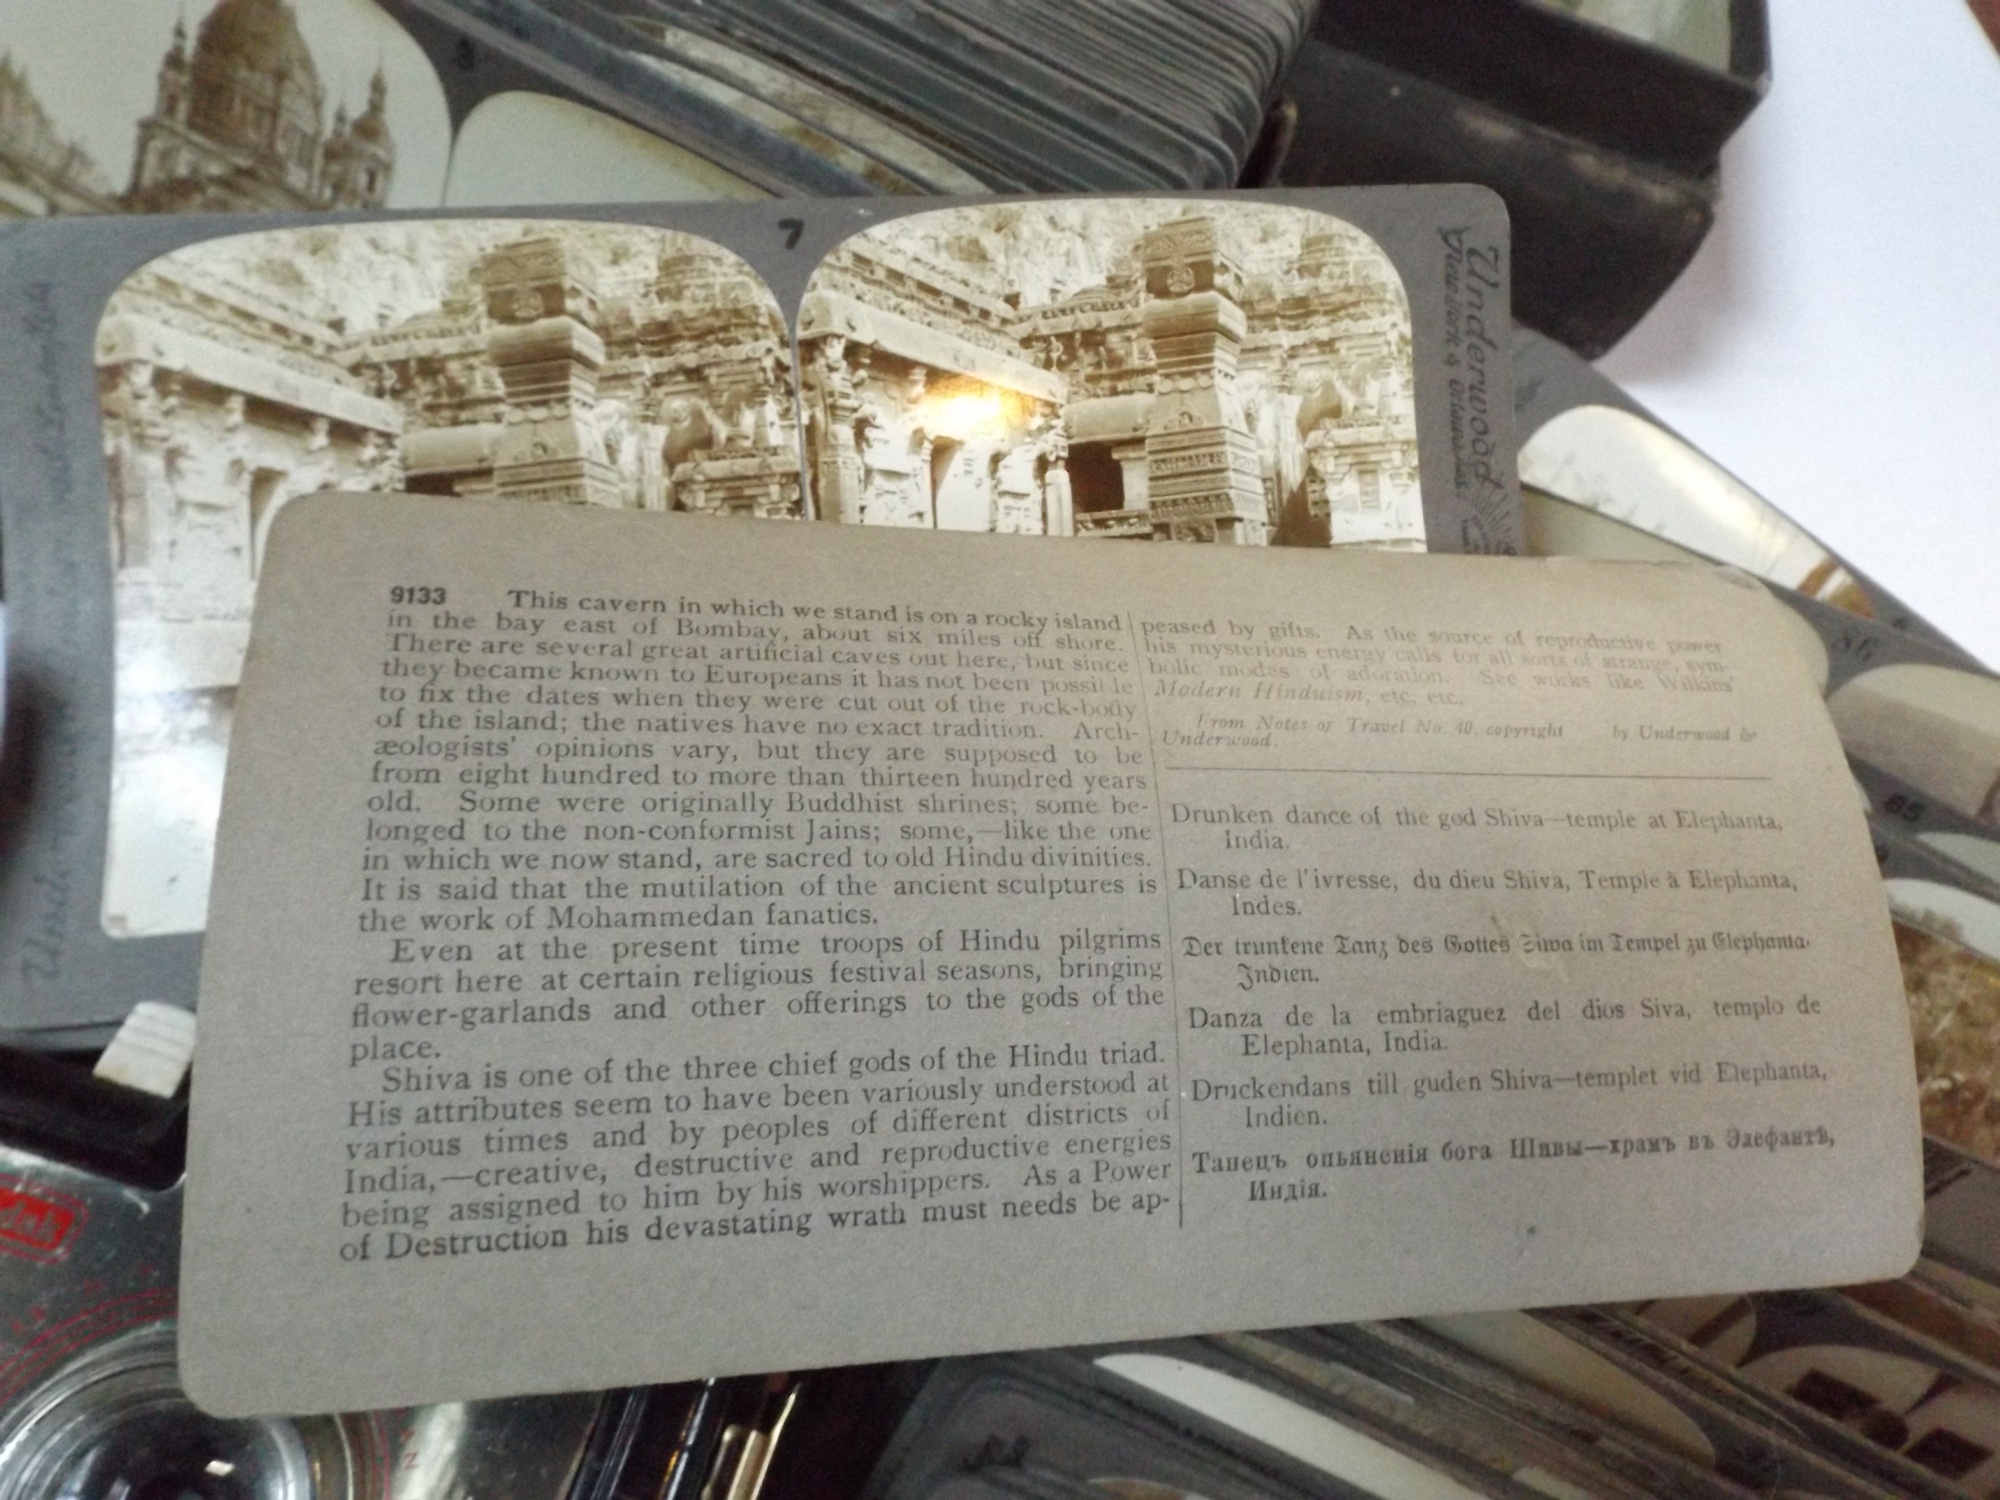 7
Underwood
9133 This cavern in which we stand is on a rocky island
in the bay east of Bombay, about six miles off shore.
There are several great artificial caves out here, but since
they became known to Europeans it has not been possible
to fix the dates when they were cut out of the rock-body
of the island; the natives have no exact tradition. Arch-
æologists' opinions vary, but they are supposed to be
from eight hundred to more than thirteen hundred years
old. Some were originally Buddhist shrines; some be-
longed to the non-conformist Jains; some,—like the one
in which we now stand, are sacred to old Hindu divinities.
It is said that the mutilation of the ancient sculptures is
the work of Mohammedan fanatics.
Even at the present time troops of Hindu pilgrims
resort here at certain religious festival seasons, bringing
flower-garlands and other offerings to the gods of the
place.
Shiva is one of the three chief gods of the Hindu triad.
His attributes seem to have been variously understood at
various times and by peoples of different districts of
India,—creative, destructive and reproductive energies
being assigned to him by his worshippers. As a Power
of Destruction his devastating wrath must needs be ap-
peased by gifts. As the source of reproductive power
his mysterious energy calls for all sorts of strange, sym-
bolic modes of adoration. See works like Wilkins'
Modern Hinduism, etc. etc.
From Notes of Travel No. 40, copyright by Underwood &
Underwood.
Drunken dance of the god Shiva—temple at Elephanta,
India.
Danse de l'ivresse, du dieu Shiva, Temple à Elephanta,
Indes.
Der trunkene Tanz des Gottes Siwa im Tempel zu Elephanta.
Indien.
Danza de la embriaguez del dios Siva, templo de
Elephanta, India.
Druckendans till guden Shiva—templet vid Elephanta,
Indien.
Танецъ опьяненія бога Шивы—храмъ въ Элефантѣ,
Индія.
86
85